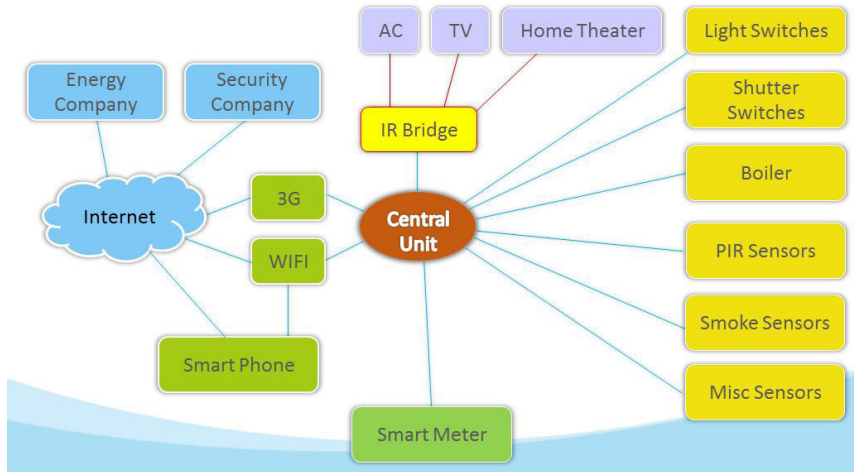 AC
TV
Home Theater
Light Switches
Energy
Company
Security
Company
Shutter
Switches
IR Bridge
Boiler
3G
Internet
Central
Unit
WIFI
PIR Sensors
Smoke Sensors
Smart Phone
Misc Sensors
Smart Meter